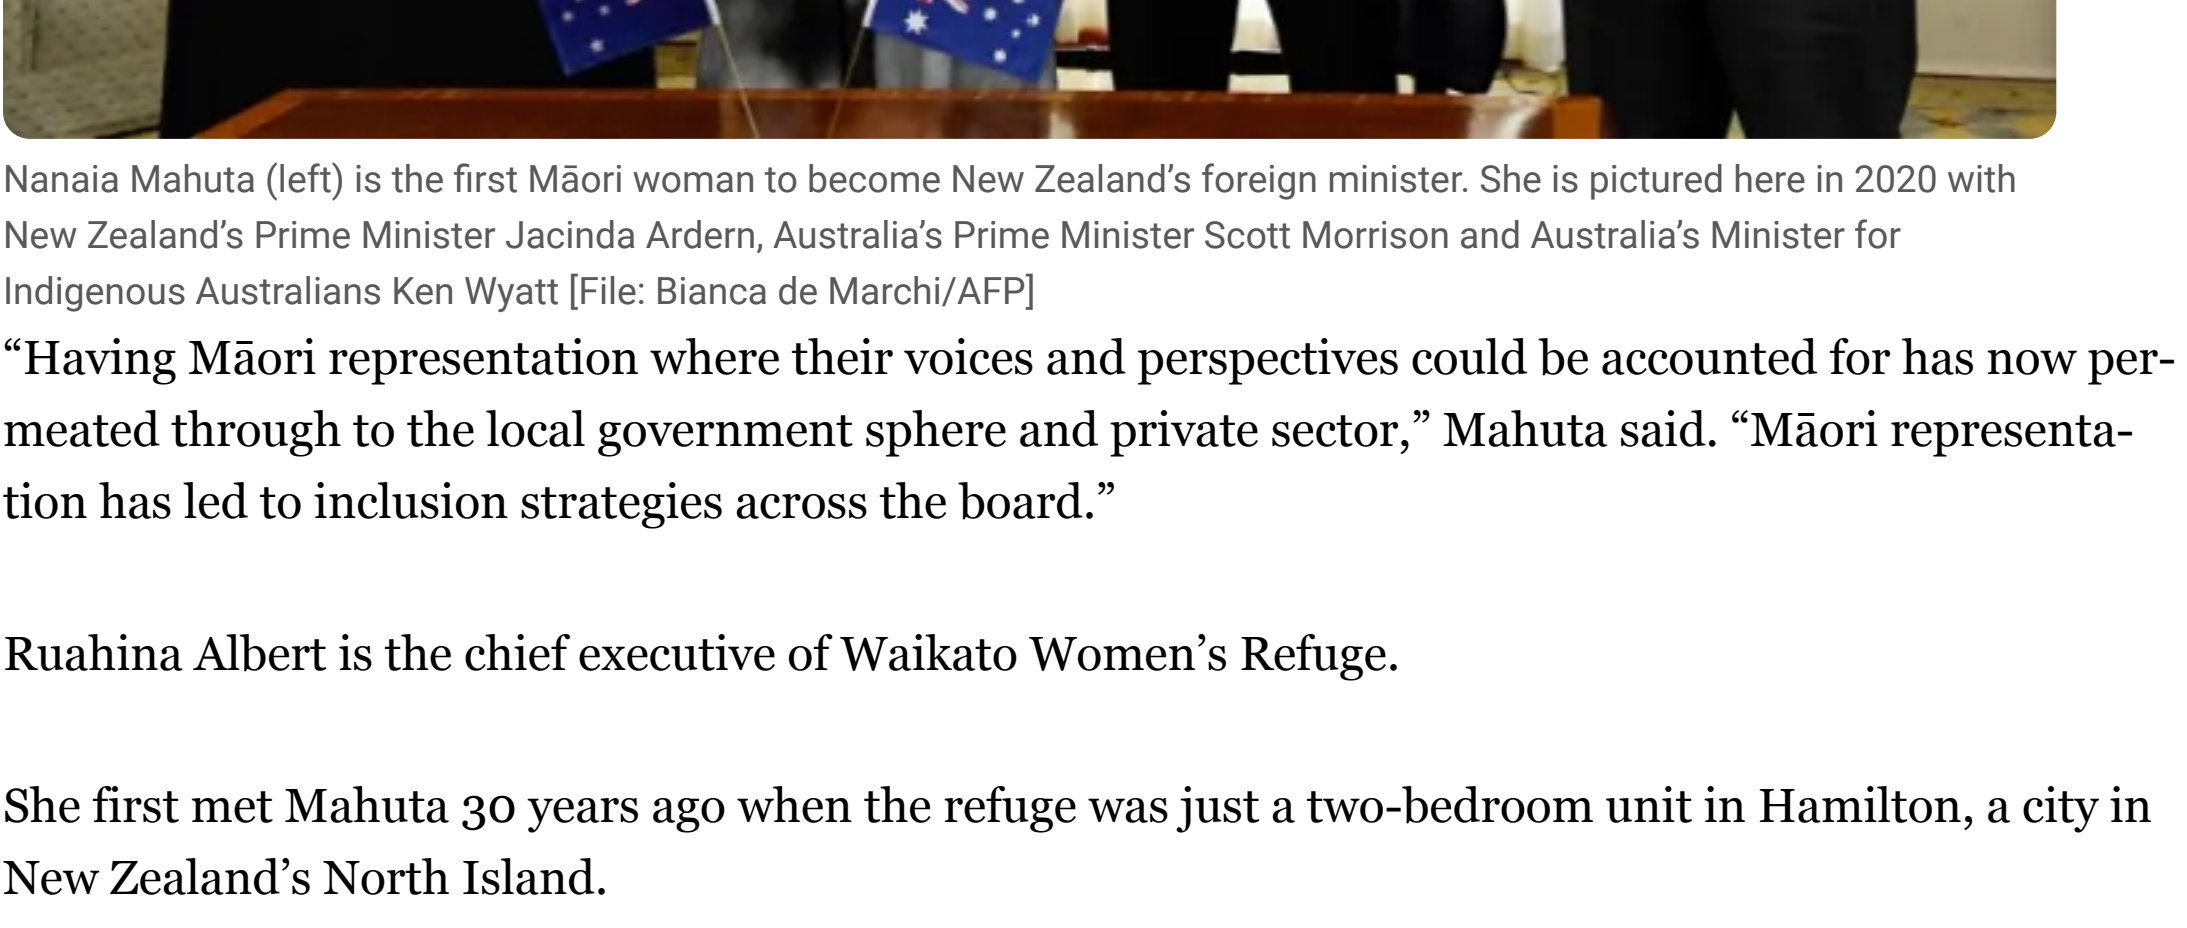 Nanaia Mahuta (left) is the first Māori woman to become New Zealand’s foreign minister. She is pictured here in 2020 with
New Zealand’s Prime Minister Jacinda Ardern, Australia’s Prime Minister Scott Morrison and Australia’s Minister for
Indigenous Australians Ken Wyatt [File: Bianca de Marchi/AFP]
“Having Māori representation where their voices and perspectives could be accounted for has now per-
meated through to the local government sphere and private sector,” Mahuta said. “Māori representa-
tion has led to inclusion strategies across the board.”
Ruahina Albert is the chief executive of Waikato Women’s Refuge.
She first met Mahuta 30 years ago when the refuge was just a two-bedroom unit in Hamilton, a city in
New Zealand’s North Island.